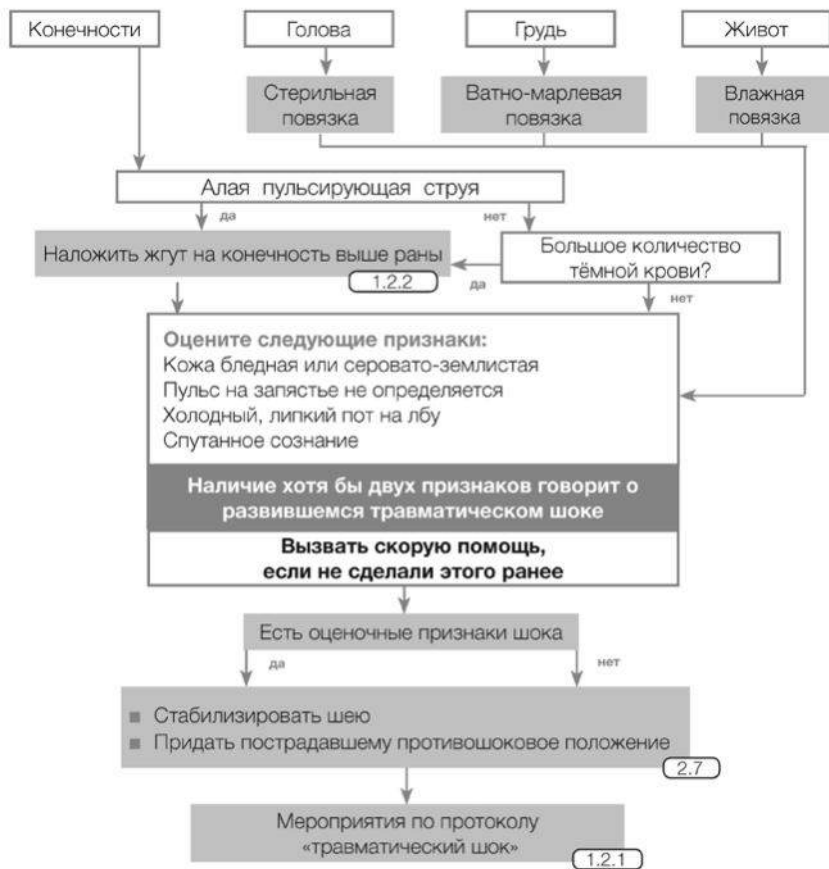 Конечности
Голова
Грудь
Живот
Стерильная
повязка
Ватно-марлевая
повязка
Влажная
повязка
Алая пульсирующая струя
да
нет
Наложить жгут на конечность выше раны
1.2.2
Большое количество
тёмной крови?
да
нет
Оцените следующие признаки:
Кожа бледная или серовато-землистая
Пульс на запястье не определяется
Холодный, липкий пот на лбу
Спутанное сознание
Наличие хотя бы двух признаков говорит о
развившемся травматическом шоке
Вызвать скорую помощь,
если не сделали этого ранее
Есть оценочные признаки шока
да
нет
Стабилизировать шею
Придать пострадавшему противошоковое положение
2.7
Мероприятия по протоколу
«травматический шок»
1.2.1